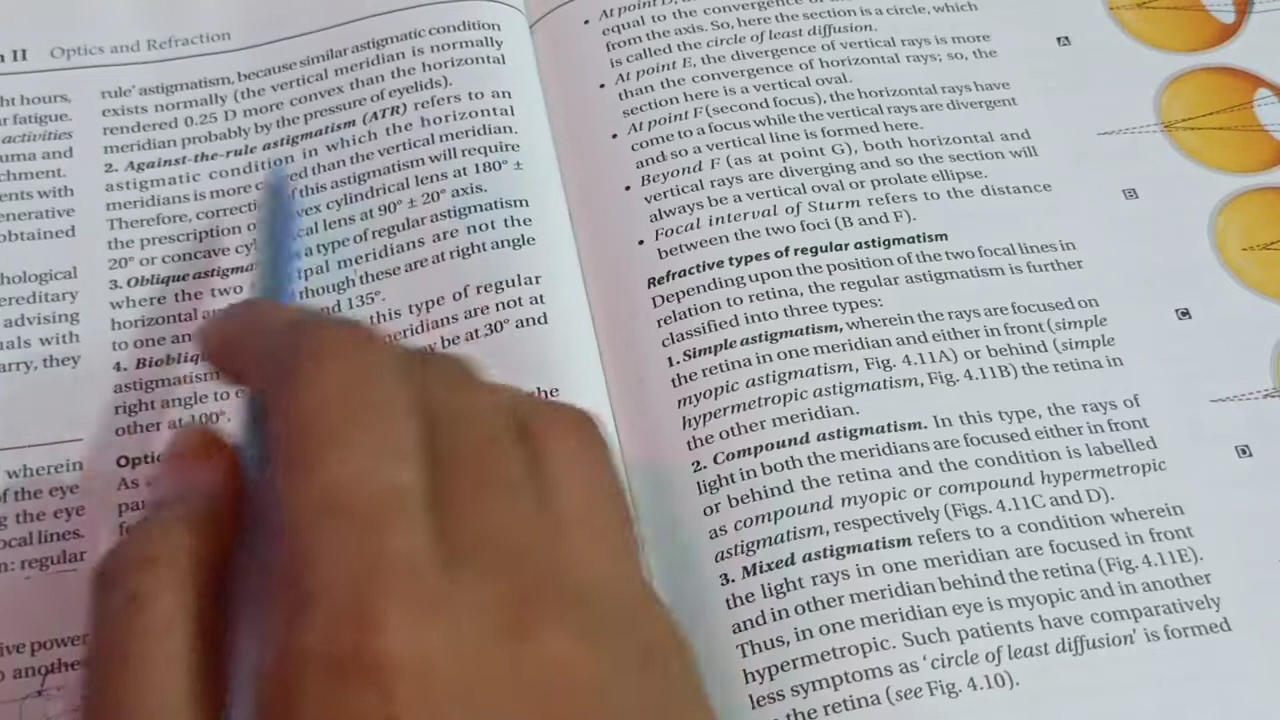 n II Optics and Refraction
ht hours,
r fatigue.
activities
uma and
chment.
ents with
enerative
obtained
hological
ereditary
advising
uals with
arry, they
wherein
of the eye
g the eye
ocal lines.
n: regular
ive power
o anothe
rule' astigmatism, because similar astigmatic condition
exists normally (the vertical meridian is normally
rendered 0.25 D more convex than the horizontal
meridian probably by the pressure of eyelids).
2. Against-the-rule astigmatism (ATR) refers to an
astigmatic condition in which the horizontal
meridians is more c ed than the vertical meridian.
Therefore, correcti f this astigmatism will require
the prescription o vex cylindrical lens at 180° ±
20° or concave cyl cal lens at 90° ± 20° axis.
3. Oblique astigma a type of regular astigmatism
where the two pal meridians are not the
horizontal a though these are at right angle
to one an nd 135°.
4. Biobliq this type of regular
astigmatism meridians are not at
right angle to e y be at 30° and
other at 100°.
Optic he
As
par
fe
• At point D,
equal to the convergence
from the axis. So, here the section is a circle, which
is called the circle of least diffusion.
• At point E, the divergence of vertical rays is more
than the convergence of horizontal rays; so, the
section here is a vertical oval.
• At point F (second focus), the horizontal rays have
come to a focus while the vertical rays are divergent
and so a vertical line is formed here.
• Beyond F (as at point G), both horizontal and
vertical rays are diverging and so the section will
always be a vertical oval or prolate ellipse.
• Focal interval of Sturm refers to the distance
between the two foci (B and F).
Refractive types of regular astigmatism
Depending upon the position of the two focal lines in
relation to retina, the regular astigmatism is further
classified into three types:
1. Simple astigmatism, wherein the rays are focused on
the retina in one meridian and either in front (simple
myopic astigmatism, Fig. 4.11A) or behind (simple
hypermetropic astigmatism, Fig. 4.11B) the retina in
the other meridian.
2. Compound astigmatism. In this type, the rays of
light in both the meridians are focused either in front
or behind the retina and the condition is labelled
as compound myopic or compound hypermetropic
astigmatism, respectively (Figs. 4.11C and D).
3. Mixed astigmatism refers to a condition wherein
the light rays in one meridian are focused in front
and in other meridian behind the retina (Fig. 4.11E).
Thus, in one meridian eye is myopic and in another
hypermetropic. Such patients have comparatively
less symptoms as 'circle of least diffusion' is formed
the retina (see Fig. 4.10).
A
B
C
D